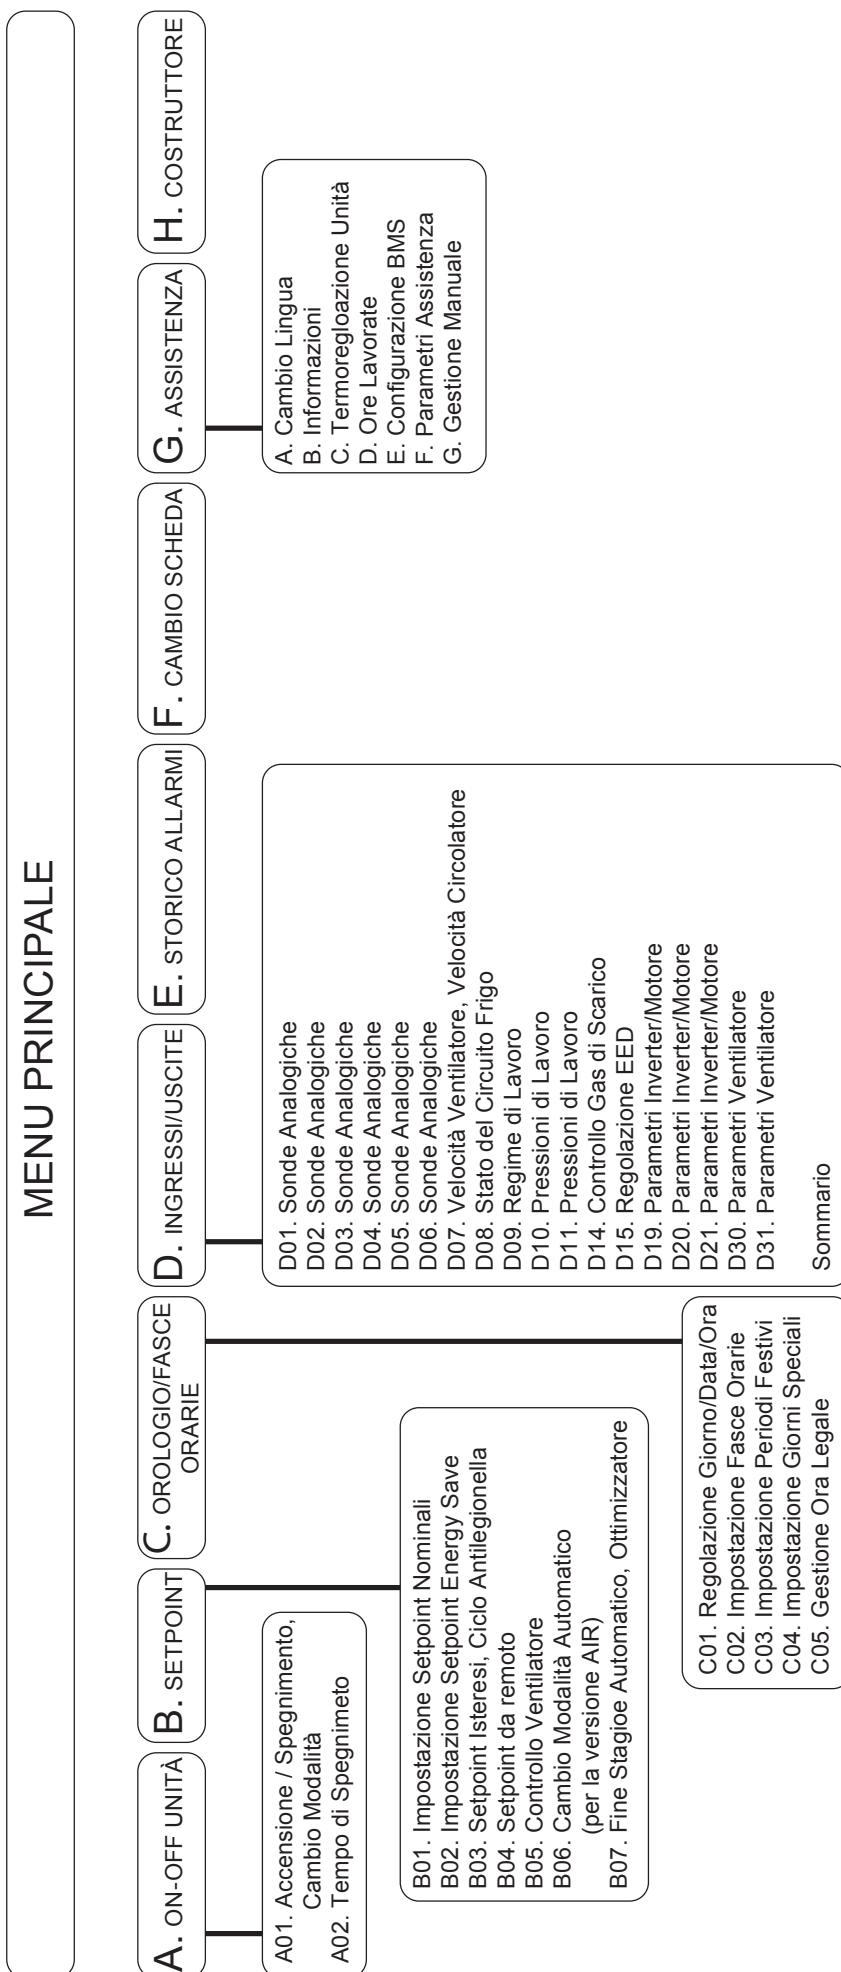 MENU PRINCIPALE
A. ON-OFF UNITÀ
A01. Accensione / Spegnimento,
Cambio Modalità
A02. Tempo di Spegnimeto
B. SETPOINT
B01. Impostazione Setpoint Nominali
B02. Impostazione Setpoint Energy Save
B03. Setpoint Isteresi, Ciclo Antilegionella
B04. Setpoint da remoto
B05. Controllo Ventilatore
B06. Cambio Modalità Automatico
(per la versione AIR)
B07. Fine Stagioe Automatico, Ottimizzatore
C. OROLOGIO/FASCE
ORARIE
C01. Regolazione Giorno/Data/Ora
C02. Impostazione Fasce Orarie
C03. Impostazione Periodi Festivi
C04. Impostazione Giorni Speciali
C05. Gestione Ora Legale
D. INGRESSI/USCITE
D01. Sonde Analogiche
D02. Sonde Analogiche
D03. Sonde Analogiche
D04. Sonde Analogiche
D05. Sonde Analogiche
D06. Sonde Analogiche
D07. Velocità Ventilatore, Velocità Circolatore
D08. Stato del Circuito Frigo
D09. Regime di Lavoro
D10. Pressioni di Lavoro
D11. Pressioni di Lavoro
D14. Controllo Gas di Scarico
D15. Regolazione EED
D19. Parametri Inverter/Motore
D20. Parametri Inverter/Motore
D21. Parametri Inverter/Motore
D30. Parametri Ventilatore
D31. Parametri Ventilatore
Sommario
E. STORICO ALLARMI
F. CAMBIO SCHEDA
G. ASSISTENZA
A. Cambio Lingua
B. Informazioni
C. Termoregloazione Unità
D. Ore Lavorate
E. Configurazione BMS
F. Parametri Assistenza
G. Gestione Manuale
H. COSTRUTTORE